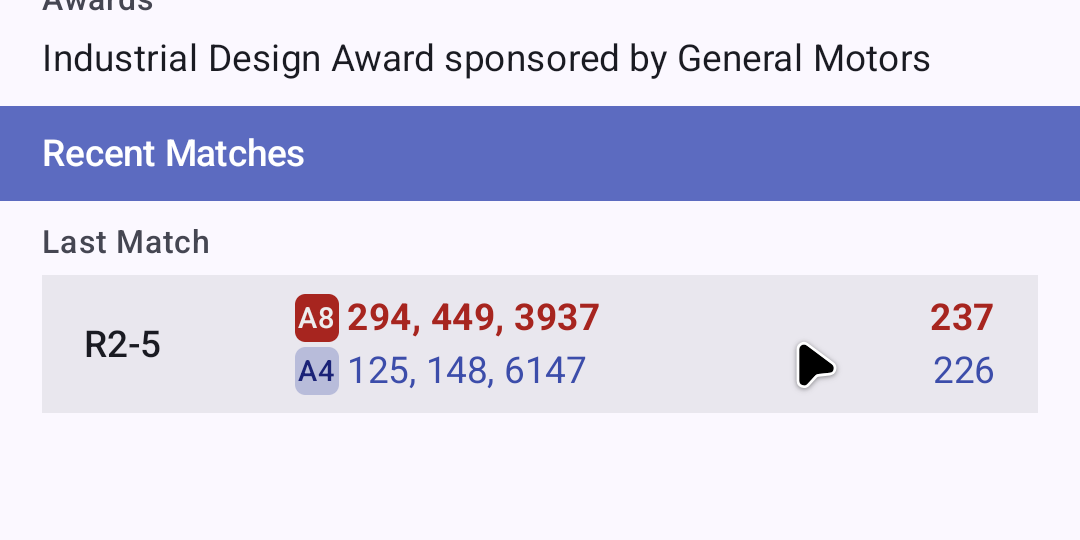 Awards
Industrial Design Award sponsored by General Motors
Recent Matches
Last Match
R2-5
A8 294, 449, 3937 237
A4 125, 148, 6147 226